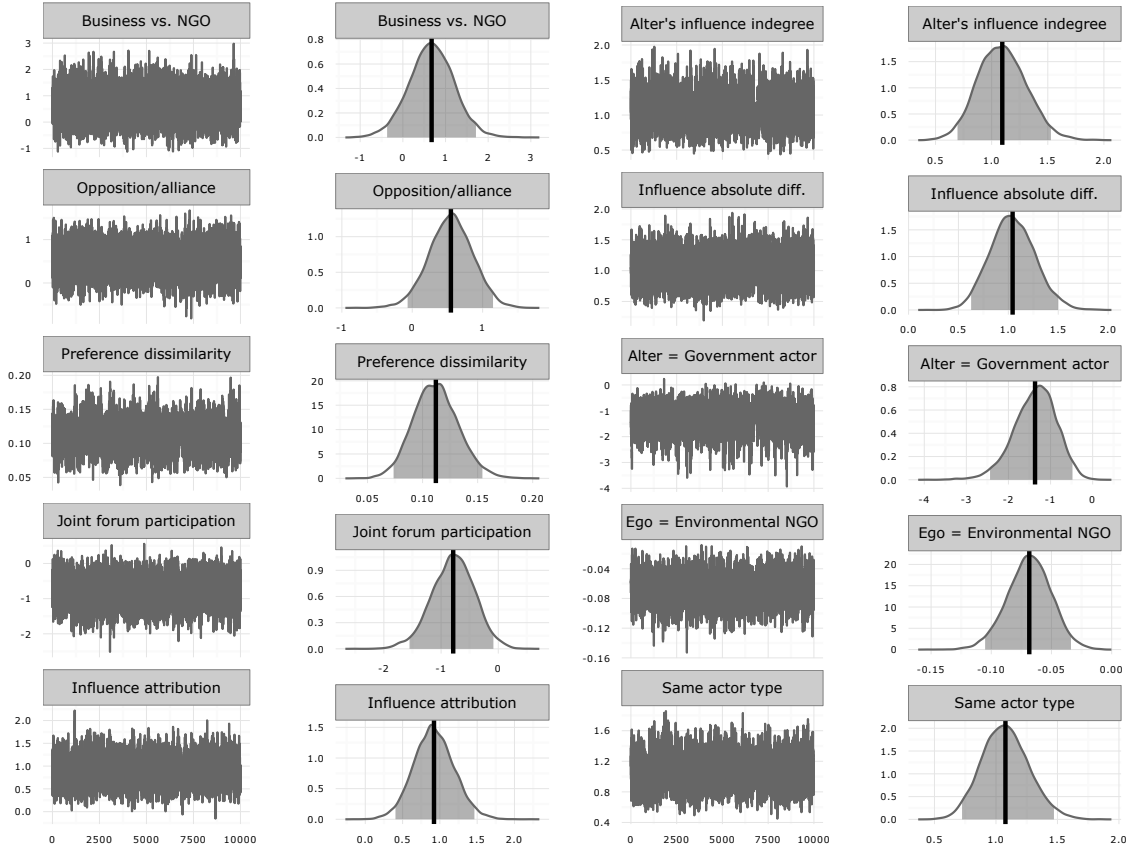 Business vs. NGO
3
2
1
0
-1
Business vs. NGO
0.8
0.6
0.4
0.2
0.0
-1 0 1 2 3
Alter's influence indegree
2.0
1.5
1.0
0.5
Alter's influence indegree
1.5
1.0
0.5
0.0
0.5 1.0 1.5 2.0
Opposition/alliance
1
0
Opposition/alliance
1.0
0.5
0.0
-1 0 1
Influence absolute diff.
2.0
1.5
1.0
0.5
Influence absolute diff.
1.5
1.0
0.5
0.0
0.0 0.5 1.0 1.5 2.0
Preference dissimilarity
0.20
0.15
0.10
0.05
Preference dissimilarity
20
15
10
5
0
0.05 0.10 0.15 0.20
Alter = Government actor
0
-1
-2
-3
-4
Alter = Government actor
0.8
0.6
0.4
0.2
0.0
-4 -3 -2 -1 0
Joint forum participation
0
-1
-2
Joint forum participation
0.9
0.6
0.3
0.0
-2 -1 0
Ego = Environmental NGO
-0.04
-0.08
-0.12
-0.16
Ego = Environmental NGO
20
15
10
5
0
-0.15 -0.10 -0.05 0.00
Influence attribution
2.0
1.5
1.0
0.5
0.0
0 2500 5000 7500 10000
Influence attribution
1.5
1.0
0.5
0.0
0.0 0.5 1.0 1.5 2.0
Same actor type
1.6
1.2
0.8
0.4
0 2500 5000 7500 10000
Same actor type
2.0
1.5
1.0
0.5
0.0
0.5 1.0 1.5 2.0